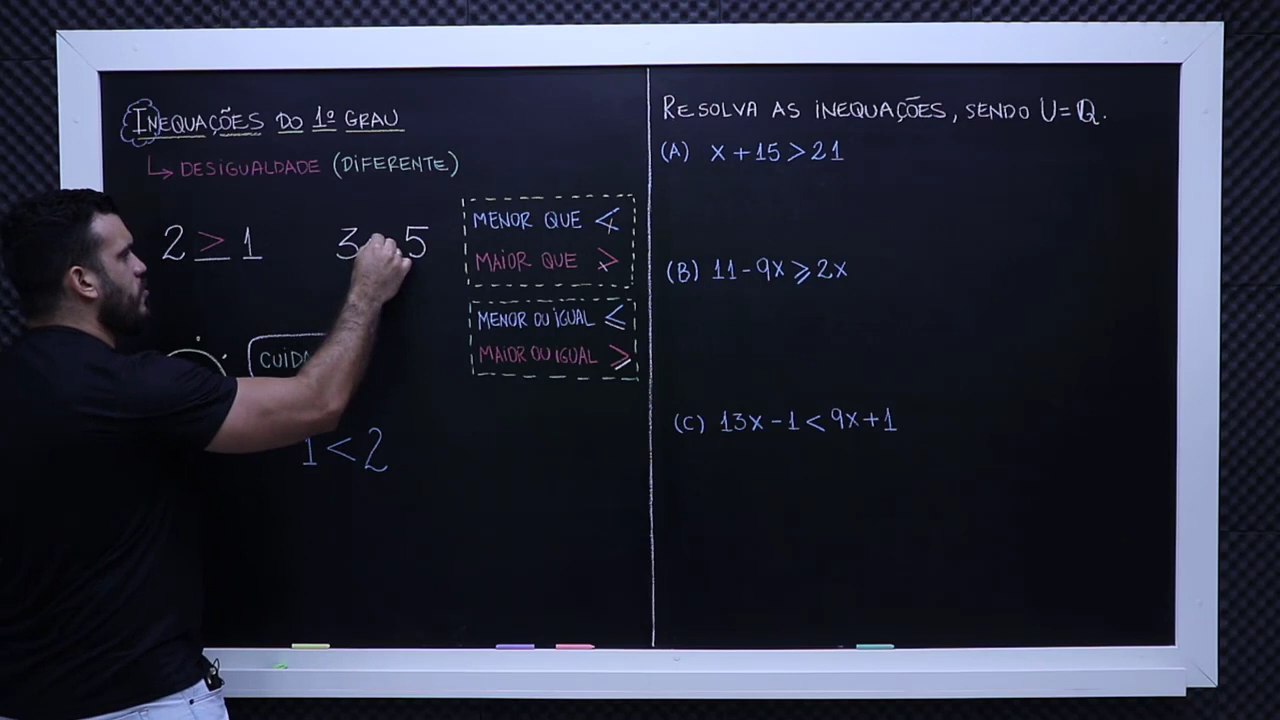 INEQUAÇÕES DO 1º GRAU
↳ DESIGUALDADE (DIFERENTE)
2 ≥ 1
3 5
MENOR QUE <
MAIOR QUE >
MENOR OU IGUAL ≤
MAIOR OU IGUAL ≥
1 < 2
RESOLVA AS INEQUAÇÕES, SENDO U=Q.
(A) x + 15 > 21
(B) 11 - 9x ⩾ 2x
(C) 13x - 1 < 9x + 1